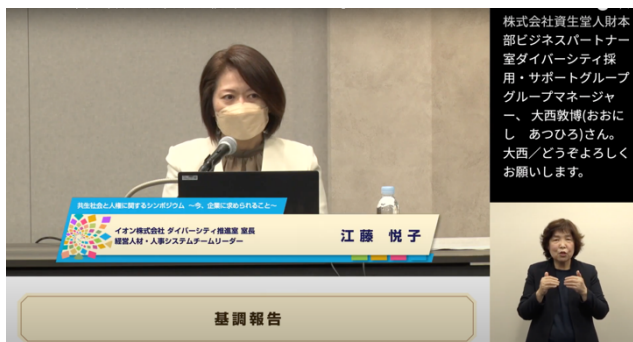 株式会社資生堂人財本
部ビジネスパートナー
室ダイバーシティ採
用・サポートグループ
グループマネージャ
ー、大西敦博(おおに
し　あつひろ)さん。
大西／どうぞよろしく
お願いします。
共生社会と人権に関するシンポジウム ～今、企業に求められること～
イオン株式会社 ダイバーシティ推進室 室長
経営人材・人事システムチームリーダー
江藤 悦子
基調報告